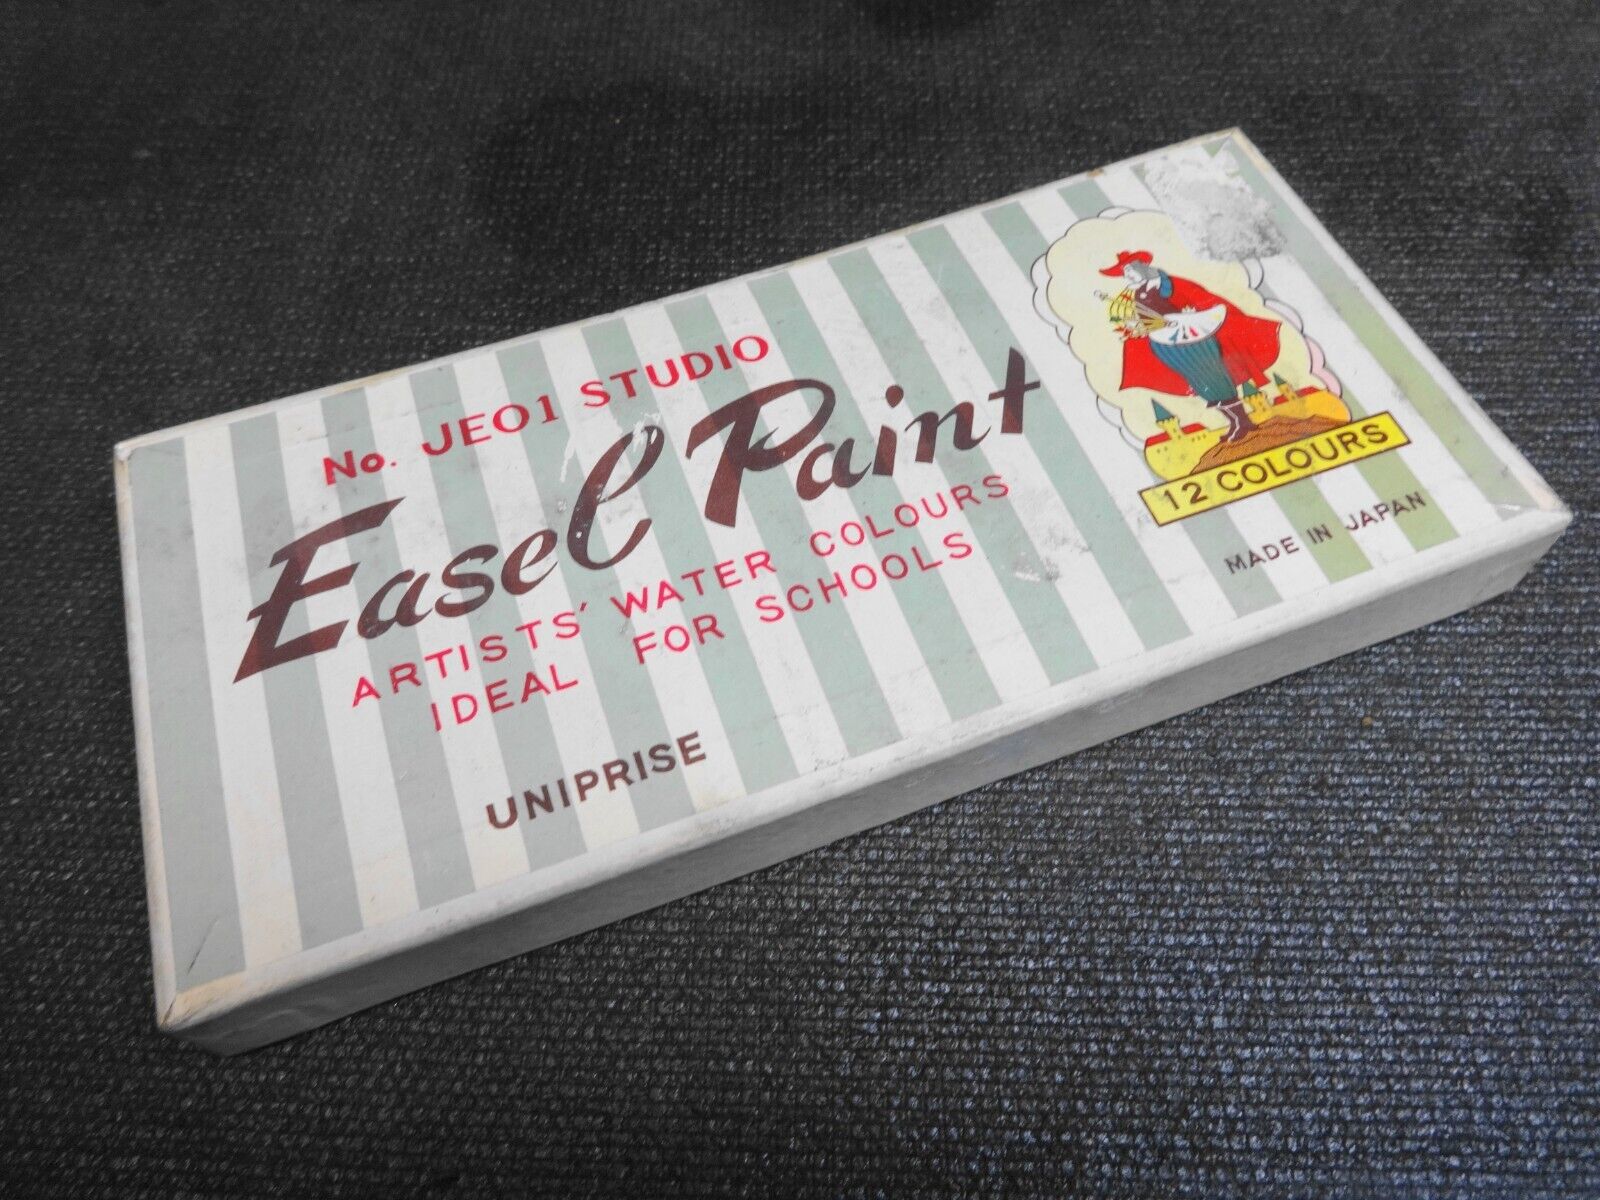 No. JEO1 STUDIO
Easel Paint
ARTISTS' WATER COLOURS
IDEAL FOR SCHOOLS
UNIPRISE
12 COLOURS
MADE IN JAPAN